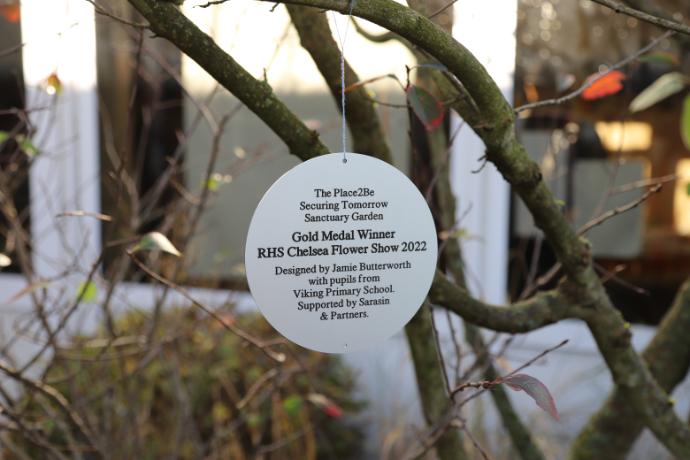 The Place2Be
Securing Tomorrow
Sanctuary Garden
Gold Medal Winner
RHS Chelsea Flower Show 2022
Designed by Jamie Butterworth
with pupils from
Viking Primary School.
Supported by Sarasin
& Partners.